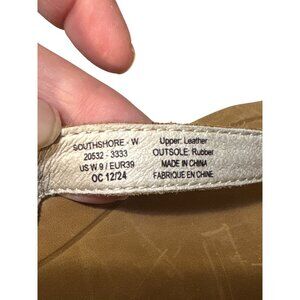 SOUTHSHORE - W
20532 - 3333
US W 9 / EUR39
OC 12/24
Upper: Leather
OUTSOLE: Rubber
MADE IN CHINA
FABRIQUE EN CHINE